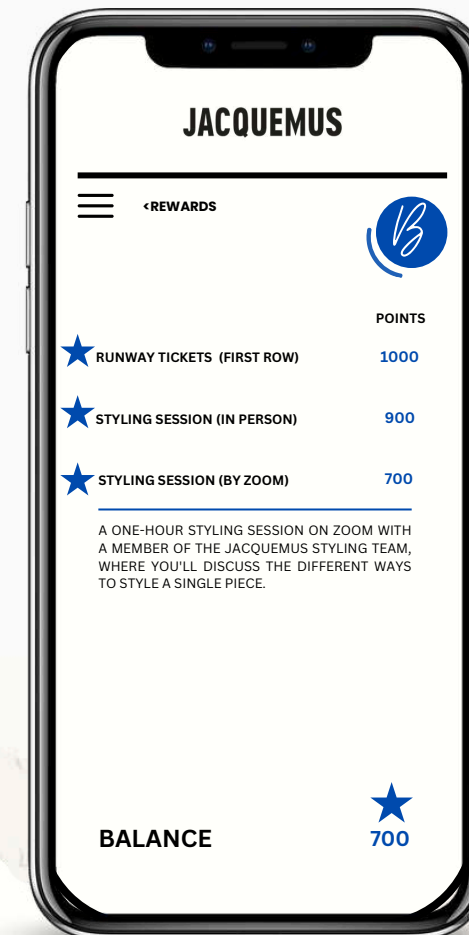 JACQUEMUS
<REWARDS
B
POINTS
RUNWAY TICKETS (FIRST ROW) 1000
STYLING SESSION (IN PERSON) 900
STYLING SESSION (BY ZOOM) 700
A ONE-HOUR STYLING SESSION ON ZOOM WITH
A MEMBER OF THE JACQUEMUS STYLING TEAM,
WHERE YOU'LL DISCUSS THE DIFFERENT WAYS
TO STYLE A SINGLE PIECE.
BALANCE 700